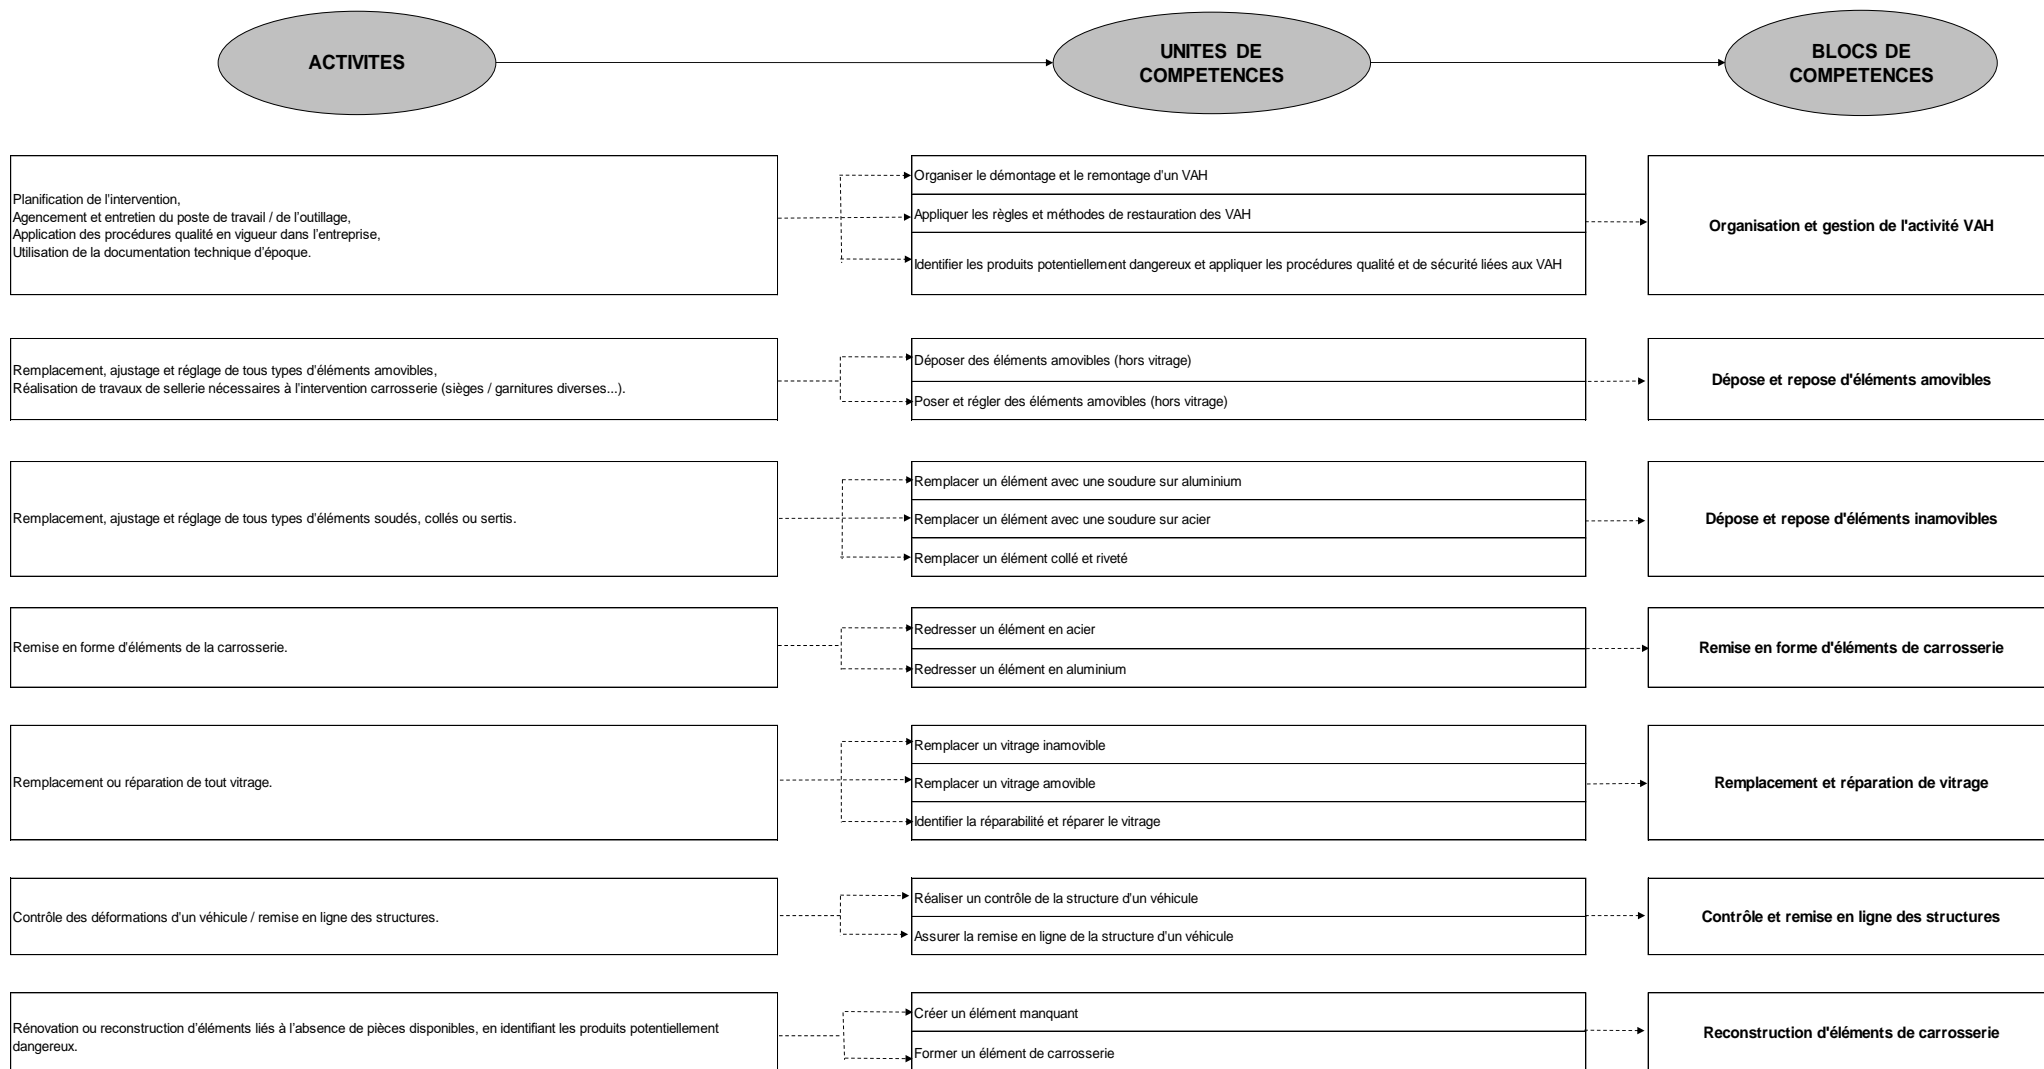 ACTIVITES
UNITES DE
COMPETENCES
BLOCS DE
COMPETENCES
Planification de l'intervention,
Agencement et entretien du poste de travail / de l'outillage,
Application des procédures qualité en vigueur dans l'entreprise,
Utilisation de la documentation technique d'époque.
Organiser le démontage et le remontage d'un VAH
Appliquer les règles et méthodes de restauration des VAH
Identifier les produits potentiellement dangereux et appliquer les procédures qualité et de sécurité liées aux VAH
Organisation et gestion de l'activité VAH
Remplacement, ajustage et réglage de tous types d'éléments amovibles,
Réalisation de travaux de sellerie nécessaires à l'intervention carrosserie (sièges / garnitures diverses...).
Déposer des éléments amovibles (hors vitrage)
Poser et régler des éléments amovibles (hors vitrage)
Dépose et repose d'éléments amovibles
Remplacement, ajustage et réglage de tous types d'éléments soudés, collés ou sertis.
Remplacer un élément avec une soudure sur aluminium
Remplacer un élément avec une soudure sur acier
Remplacer un élément collé et riveté
Dépose et repose d'éléments inamovibles
Remise en forme d'éléments de la carrosserie.
Redresser un élément en acier
Redresser un élément en aluminium
Remise en forme d'éléments de carrosserie
Remplacement ou réparation de tout vitrage.
Remplacer un vitrage inamovible
Remplacer un vitrage amovible
Identifier la réparabilité et réparer le vitrage
Remplacement et réparation de vitrage
Contrôle des déformations d'un véhicule / remise en ligne des structures.
Réaliser un contrôle de la structure d'un véhicule
Assurer la remise en ligne de la structure d'un véhicule
Contrôle et remise en ligne des structures
Rénovation ou reconstruction d'éléments liés à l'absence de pièces disponibles, en identifiant les produits potentiellement
dangereux.
Créer un élément manquant
Former un élément de carrosserie
Reconstruction d'éléments de carrosserie